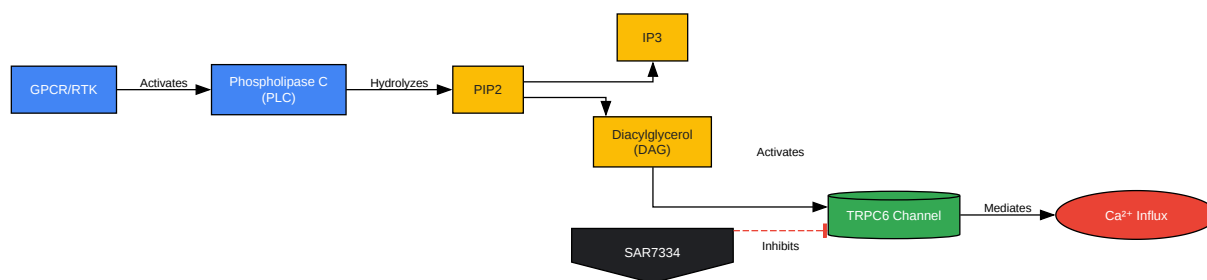 IP3
GPCR/RTK
Activates
Phospholipase C
(PLC)
Hydrolyzes
PIP2
Diacylglycerol
(DAG)
Activates
TRPC6 Channel
Mediates
Ca²⁺ Influx
SAR7334
Inhibits